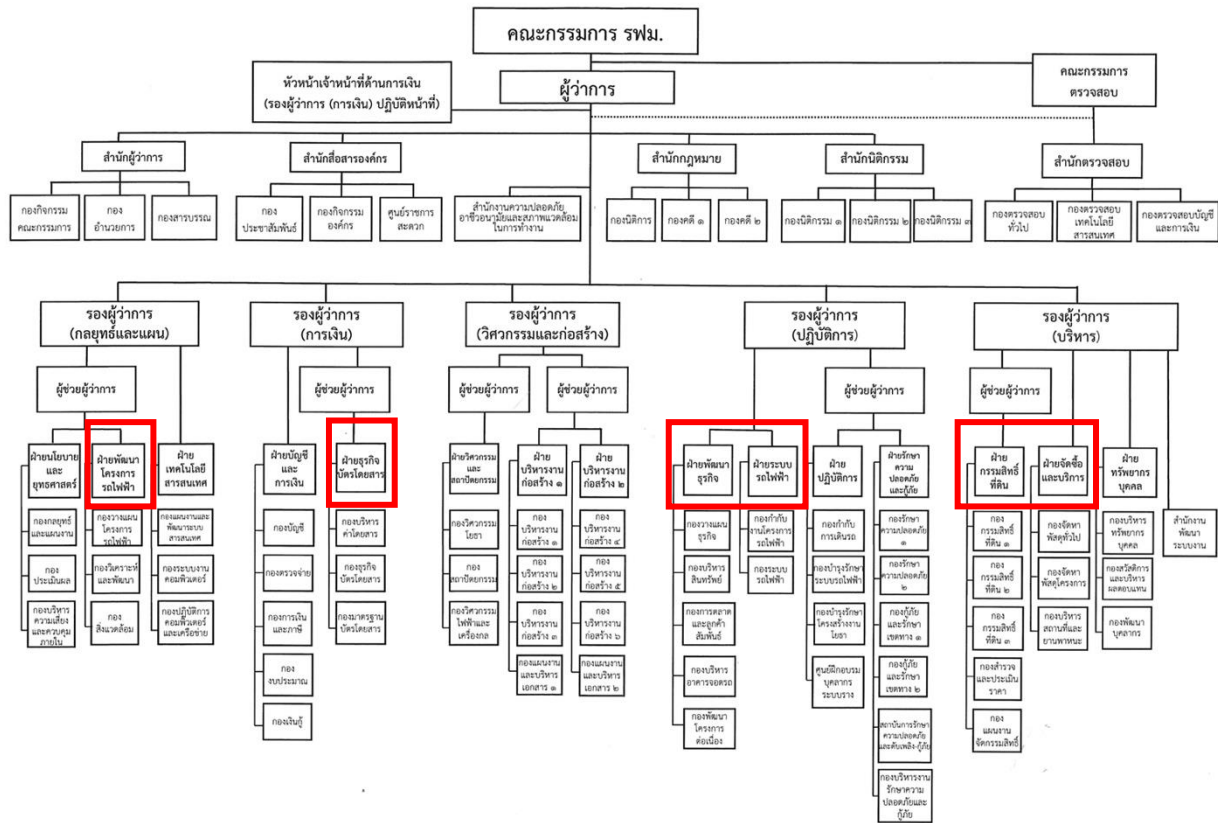 คณะกรรมการ รฟม.
หัวหน้าเจ้าหน้าที่ด้านการเงิน
(รองผู้ว่าการ (การเงิน) ปฏิบัติหน้าที่)
ผู้ว่าการ
คณะกรรมการ
ตรวจสอบ
สำนักผู้ว่าการ
สำนักสื่อสารองค์กร
สำนักกฎหมาย
สำนักนิติกรรม
สำนักตรวจสอบ
กองกิจกรรม
คณะกรรมการ
กอง
อำนวยการ
กองสารบรรณ
กอง
ประชาสัมพันธ์
กองกิจกรรม
องค์กร
ศูนย์ราชการ
สะดวก
สำนักงานความปลอดภัย
อาชีวอนามัยและสภาพแวดล้อม
ในการทำงาน
กองนิติการ
กองคดี ๑
กองคดี ๒
กองนิติกรรม ๑
กองนิติกรรม ๒
กองนิติกรรม ๓
กองตรวจสอบ
ทั่วไป
กองตรวจสอบ
เทคโนโลยี
สารสนเทศ
กองตรวจสอบบัญชี
และการเงิน
รองผู้ว่าการ
(กลยุทธ์และแผน)
รองผู้ว่าการ
(การเงิน)
รองผู้ว่าการ
(วิศวกรรมและก่อสร้าง)
รองผู้ว่าการ
(ปฏิบัติการ)
รองผู้ว่าการ
(บริหาร)
ผู้ช่วยผู้ว่าการ
ผู้ช่วยผู้ว่าการ
ผู้ช่วยผู้ว่าการ
ผู้ช่วยผู้ว่าการ
ผู้ช่วยผู้ว่าการ
ผู้ช่วยผู้ว่าการ
ฝ่ายนโยบาย
และ
ยุทธศาสตร์
ฝ่ายพัฒนา
โครงการ
รถไฟฟ้า
ฝ่าย
เทคโนโลยี
สารสนเทศ
ฝ่ายบัญชี
และ
การเงิน
ฝ่ายธุรกิจ
บัตรโดยสาร
ฝ่ายวิศวกรรม
และ
สถาปัตยกรรม
ฝ่าย
บริหารงาน
ก่อสร้าง ๑
ฝ่าย
บริหารงาน
ก่อสร้าง ๒
ฝ่ายพัฒนา
ธุรกิจ
ฝ่ายระบบ
รถไฟฟ้า
ฝ่าย
ปฏิบัติการ
ฝ่ายรักษา
ความ
ปลอดภัย
และกู้ภัย
ฝ่าย
กรรมสิทธิ์
ที่ดิน
ฝ่ายจัดซื้อ
และบริการ
ฝ่าย
ทรัพยากร
บุคคล
สำนักงาน
พัฒนา
ระบบงาน
กองกลยุทธ์
และแผนงาน
กอง
ประเมินผล
กองบริหาร
ความเสี่ยง
และควบคุม
ภายใน
กองวางแผน
โครงการ
รถไฟฟ้า
กองวิเคราะห์
และพัฒนา
กอง
สิ่งแวดล้อม
กองแผนงานและ
พัฒนาระบบ
สารสนเทศ
กองระบบงาน
คอมพิวเตอร์
กองปฏิบัติการ
คอมพิวเตอร์
และเครือข่าย
กองบัญชี
กองตรวจจ่าย
กองการเงิน
และภาษี
กอง
งบประมาณ
กองเงินกู้
กองบริหาร
ค่าโดยสาร
กองธุรกิจ
บัตรโดยสาร
กองมาตรฐาน
บัตรโดยสาร
กองวิศวกรรม
โยธา
กอง
สถาปัตยกรรม
กองวิศวกรรม
ไฟฟ้าและ
เครื่องกล
กอง
บริหารงาน
ก่อสร้าง ๑
กอง
บริหารงาน
ก่อสร้าง ๒
กอง
บริหารงาน
ก่อสร้าง ๓
กองแผนงาน
และบริหาร
เอกสาร ๑
กอง
บริหารงาน
ก่อสร้าง ๔
กอง
บริหารงาน
ก่อสร้าง ๕
กอง
บริหารงาน
ก่อสร้าง ๖
กองแผนงาน
และบริหาร
เอกสาร ๒
กองวางแผน
ธุรกิจ
กองบริหาร
สินทรัพย์
กองการตลาด
และลูกค้า
สัมพันธ์
กองบริหาร
อาคารจอดรถ
กองพัฒนา
โครงการ
ต่อเนื่อง
กองกำกับ
งานโครงการ
รถไฟฟ้า
กองระบบ
รถไฟฟ้า
กองกำกับ
การเดินรถ
กองบำรุงรักษา
ระบบรถไฟฟ้า
กองบำรุงรักษา
โครงสร้างงาน
โยธา
ศูนย์ฝึกอบรม
บุคลากร
ระบบราง
กองรักษา
ความปลอดภัย
๑
กองรักษา
ความปลอดภัย
๒
กองกู้ภัย
และรักษา
เขตทาง ๑
กองกู้ภัย
และรักษา
เขตทาง ๒
สถาบันการรักษา
ความปลอดภัย
และดับเพลิง-กู้ภัย
กองบริหารงาน
รักษาความ
ปลอดภัยและ
กู้ภัย
กอง
กรรมสิทธิ์
ที่ดิน ๑
กอง
กรรมสิทธิ์
ที่ดิน ๒
กอง
กรรมสิทธิ์
ที่ดิน ๓
กองสำรวจ
และประเมิน
ราคา
กอง
แผนงาน
จัดกรรมสิทธิ์
กองจัดหา
พัสดุทั่วไป
กองจัดหา
พัสดุโครงการ
กองบริหาร
สถานที่และ
ยานพาหนะ
กองบริหาร
ทรัพยากร
บุคคล
กองสวัสดิการ
และบริหาร
ผลตอบแทน
กองพัฒนา
บุคลากร